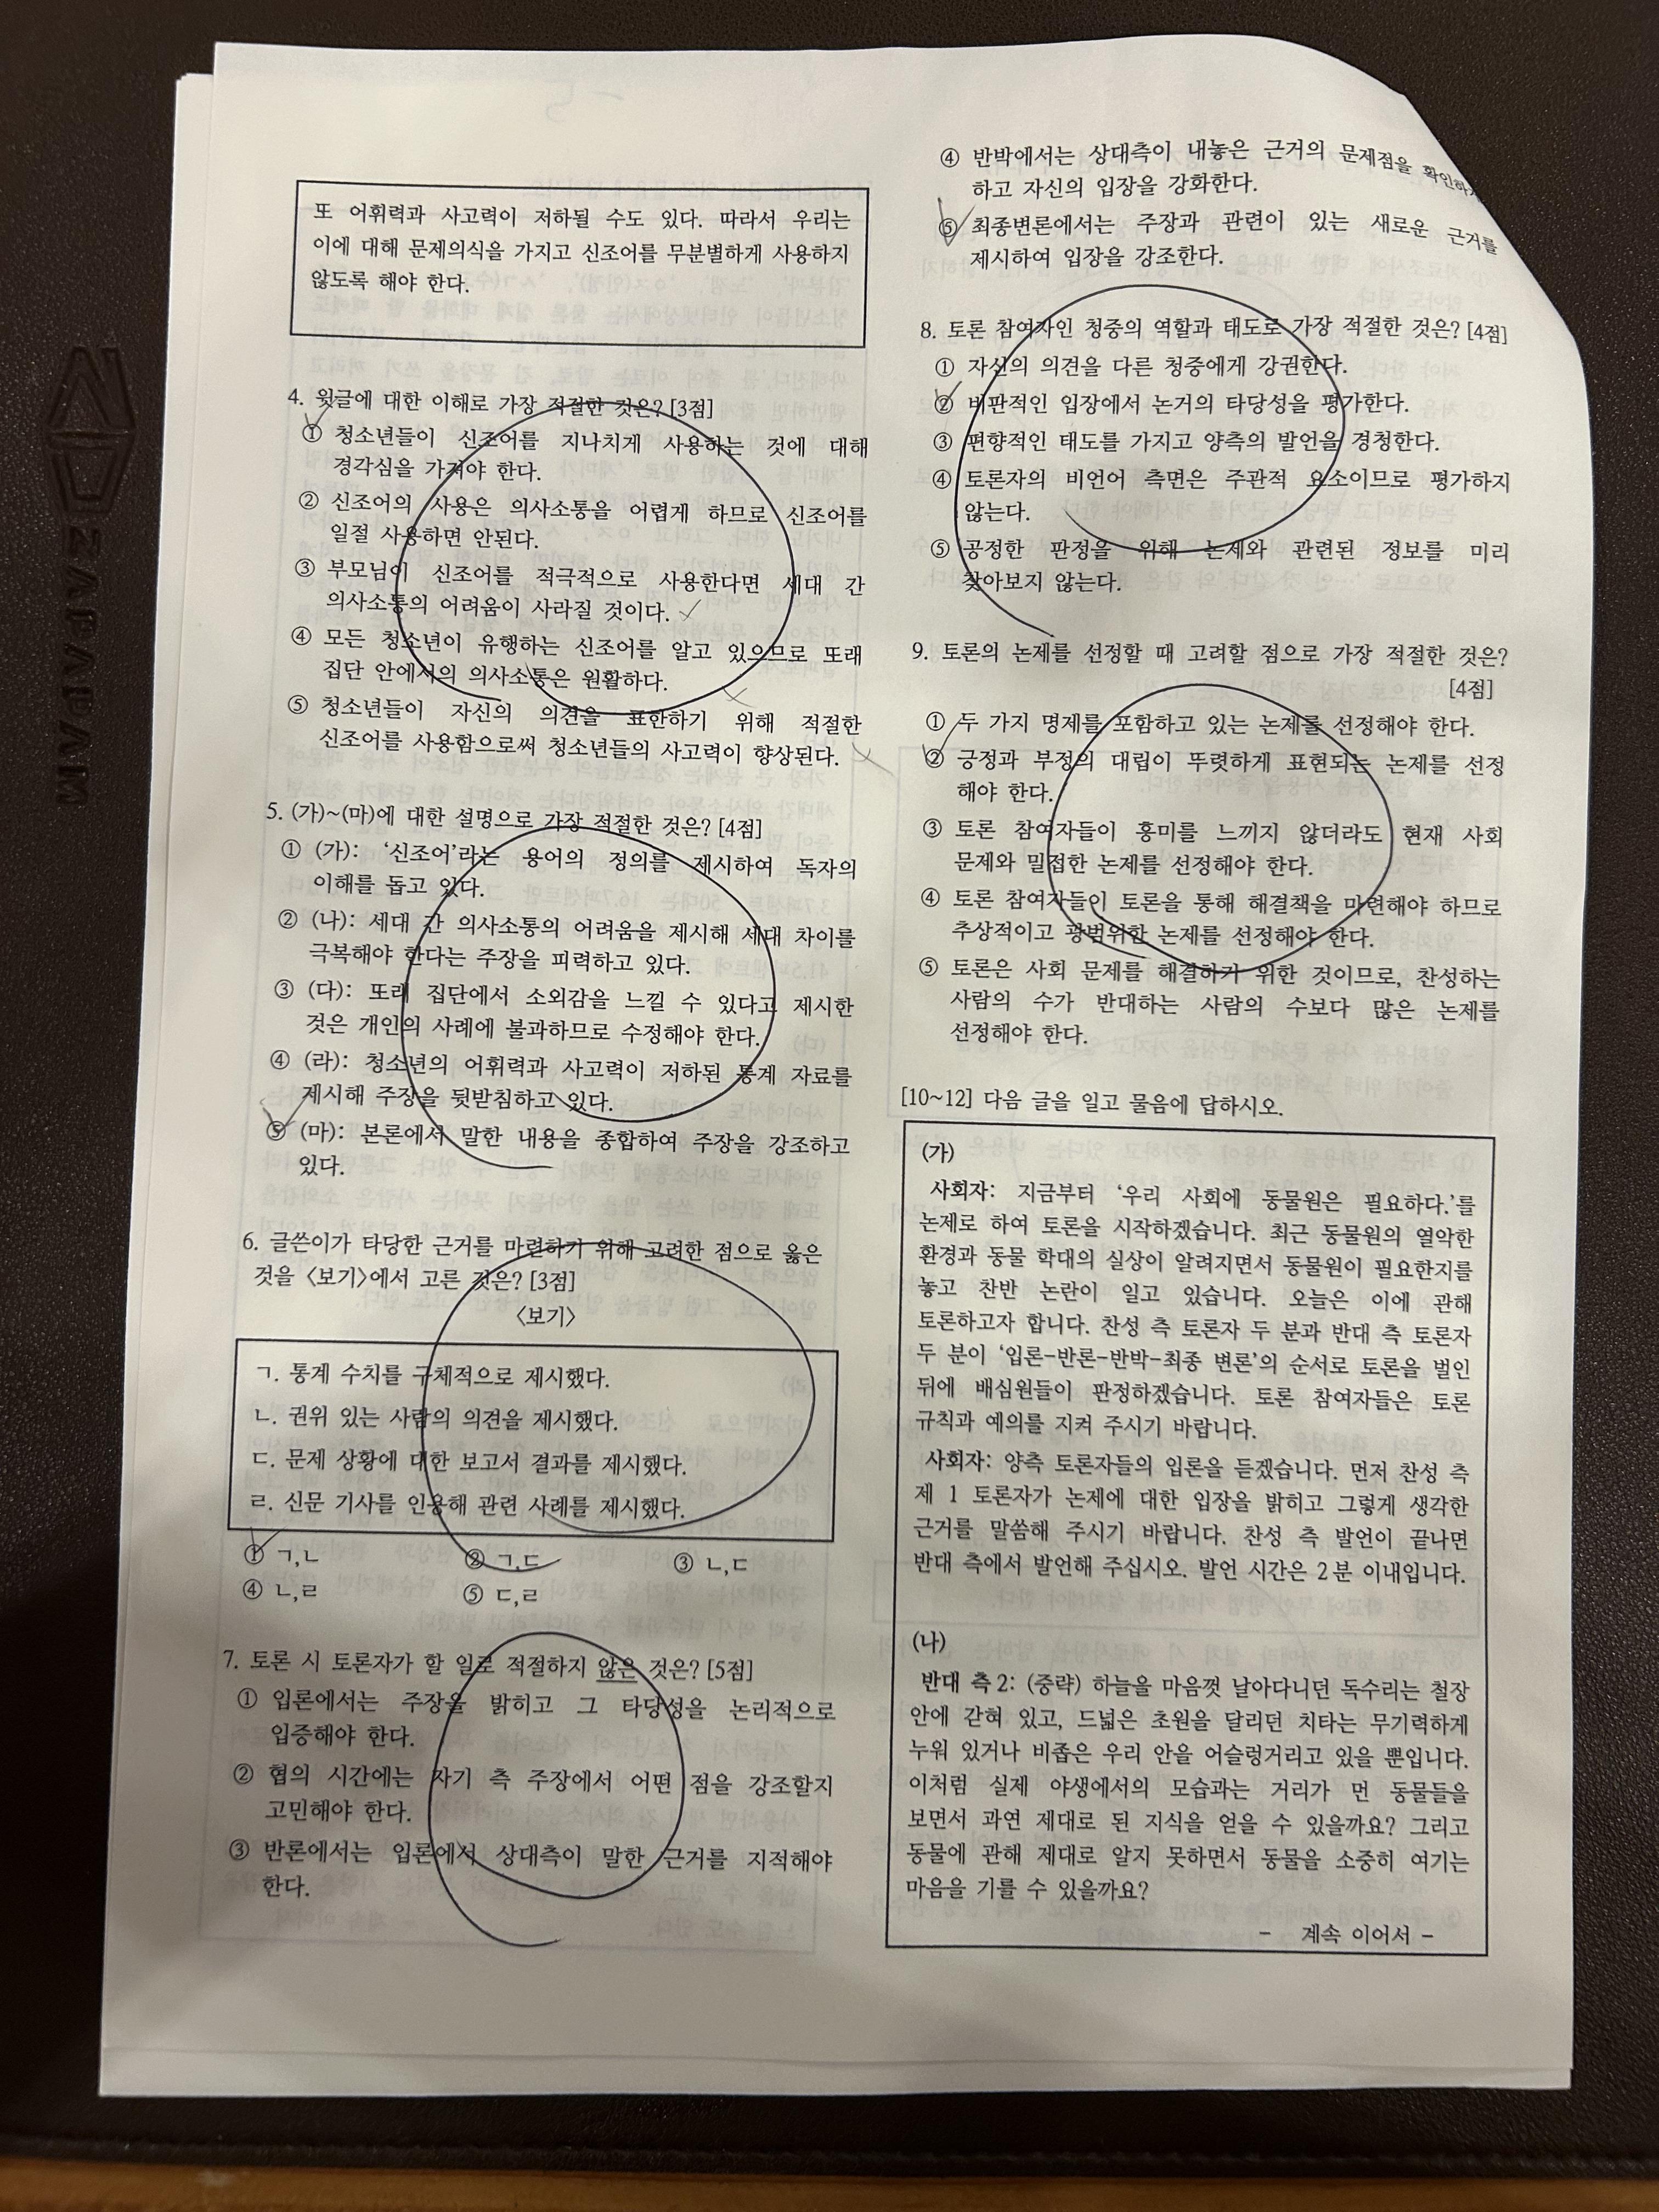 또 어휘력과 사고력이 저하될 수도 있다. 따라서 우리는
이에 대해 문제의식을 가지고 신조어를 무분별하게 사용하지
않도록 해야 한다.
4. 윗글에 대한 이해로 가장 적절한 것은? [3점]
① 청소년들이 신조어를 지나치게 사용하는 것에 대해
경각심을 가져야 한다.
② 신조어의 사용은 의사소통을 어렵게 하므로 신조어를
일절 사용하면 안된다.
③ 부모님이 신조어를 적극적으로 사용한다면 세대 간
의사소통의 어려움이 사라질 것이다.
④ 모든 청소년이 유행하는 신조어를 알고 있으므로 또래
집단 안에서의 의사소통은 원활하다.
⑤ 청소년들이 자신의 의견을 표현하기 위해 적절한
신조어를 사용함으로써 청소년들의 사고력이 향상된다.
5. (가)~(마)에 대한 설명으로 가장 적절한 것은? [4점]
① (가): ‘신조어’라는 용어의 정의를 제시하여 독자의
이해를 돕고 있다.
② (나): 세대 간 의사소통의 어려움을 제시해 세대 차이를
극복해야 한다는 주장을 피력하고 있다.
③ (다): 또래 집단에서 소외감을 느낄 수 있다고 제시한
것은 개인의 사례에 불과하므로 수정해야 한다.
④ (라): 청소년의 어휘력과 사고력이 저하된 통계 자료를
제시해 주장을 뒷받침하고 있다.
⑤ (마): 본론에서 말한 내용을 종합하여 주장을 강조하고
있다.
6. 글쓴이가 타당한 근거를 마련하기 위해 고려한 점으로 옳은
것을 <보기>에서 고른 것은? [3점]
<보기>
ㄱ. 통계 수치를 구체적으로 제시했다.
ㄴ. 권위 있는 사람의 의견을 제시했다.
ㄷ. 문제 상황에 대한 보고서 결과를 제시했다.
ㄹ. 신문 기사를 인용해 관련 사례를 제시했다.
① ㄱ,ㄴ ② ㄱ,ㄷ ③ ㄴ,ㄷ
④ ㄴ,ㄹ ⑤ ㄷ,ㄹ
7. 토론 시 토론자가 할 일로 적절하지 않은 것은? [5점]
① 입론에서는 주장을 밝히고 그 타당성을 논리적으로
입증해야 한다.
② 협의 시간에는 자기 측 주장에서 어떤 점을 강조할지
고민해야 한다.
③ 반론에서는 입론에서 상대측이 말한 근거를 지적해야
한다.
④ 반박에서는 상대측이 내놓은 근거의 문제점을
하고 자신의 입장을 강화한다.
⑤ 최종변론에서는 주장과 관련이 있는 새로운 근거를
제시하여 입장을 강조한다.
8. 토론 참여자인 청중의 역할과 태도로 가장 적절한 것은? [4점]
① 자신의 의견을 다른 청중에게 강권한다.
② 비판적인 입장에서 논거의 타당성을 평가한다.
③ 편향적인 태도를 가지고 양측의 발언을 경청한다.
④ 토론자의 비언어 측면은 주관적 요소이므로 평가하지
않는다.
⑤ 공정한 판정을 위해 논제와 관련된 정보를 미리
찾아보지 않는다.
9. 토론의 논제를 선정할 때 고려할 점으로 가장 적절한 것은?
[4점]
① 두 가지 명제를 포함하고 있는 논제를 선정해야 한다.
② 긍정과 부정의 대립이 뚜렷하게 표현되는 논제를 선정
해야 한다.
③ 토론 참여자들이 흥미를 느끼지 않더라도 현재 사회
문제와 밀접한 논제를 선정해야 한다.
④ 토론 참여자들이 토론을 통해 해결책을 마련해야 하므로
추상적이고 광범위한 논제를 선정해야 한다.
⑤ 토론은 사회 문제를 해결하기 위한 것이므로, 찬성하는
사람의 수가 반대하는 사람의 수보다 많은 논제를
선정해야 한다.
[10~12] 다음 글을 일고 물음에 답하시오.
(가)
사회자: 지금부터 ‘우리 사회에 동물원은 필요하다.’를
논제로 하여 토론을 시작하겠습니다. 최근 동물원의 열악한
환경과 동물 학대의 실상이 알려지면서 동물원이 필요한지를
놓고 찬반 논란이 일고 있습니다. 오늘은 이에 관해
토론하고자 합니다. 찬성 측 토론자 두 분과 반대 측 토론자
두 분이 ‘입론-반론-반박-최종 변론’의 순서로 토론을 벌인
뒤에 배심원들이 판정하겠습니다. 토론 참여자들은 토론
규칙과 예의를 지켜 주시기 바랍니다.
사회자: 양측 토론자들의 입론을 듣겠습니다. 먼저 찬성 측
제 1 토론자가 논제에 대한 입장을 밝히고 그렇게 생각한
근거를 말씀해 주시기 바랍니다. 찬성 측 발언이 끝나면
반대 측에서 발언해 주십시오. 발언 시간은 2분 이내입니다.
(나)
반대 측 2: (중략) 하늘을 마음껏 날아다니던 독수리는 철장
안에 갇혀 있고, 드넓은 초원을 달리던 치타는 무기력하게
누워 있거나 비좁은 우리 안을 어슬렁거리고 있을 뿐입니다.
이처럼 실제 야생에서의 모습과는 거리가 먼 동물들을
보면서 과연 제대로 된 지식을 얻을 수 있을까요? 그리고
동물에 관해 제대로 알지 못하면서 동물을 소중히 여기는
마음을 기를 수 있을까요?
- 계속 이어서 -